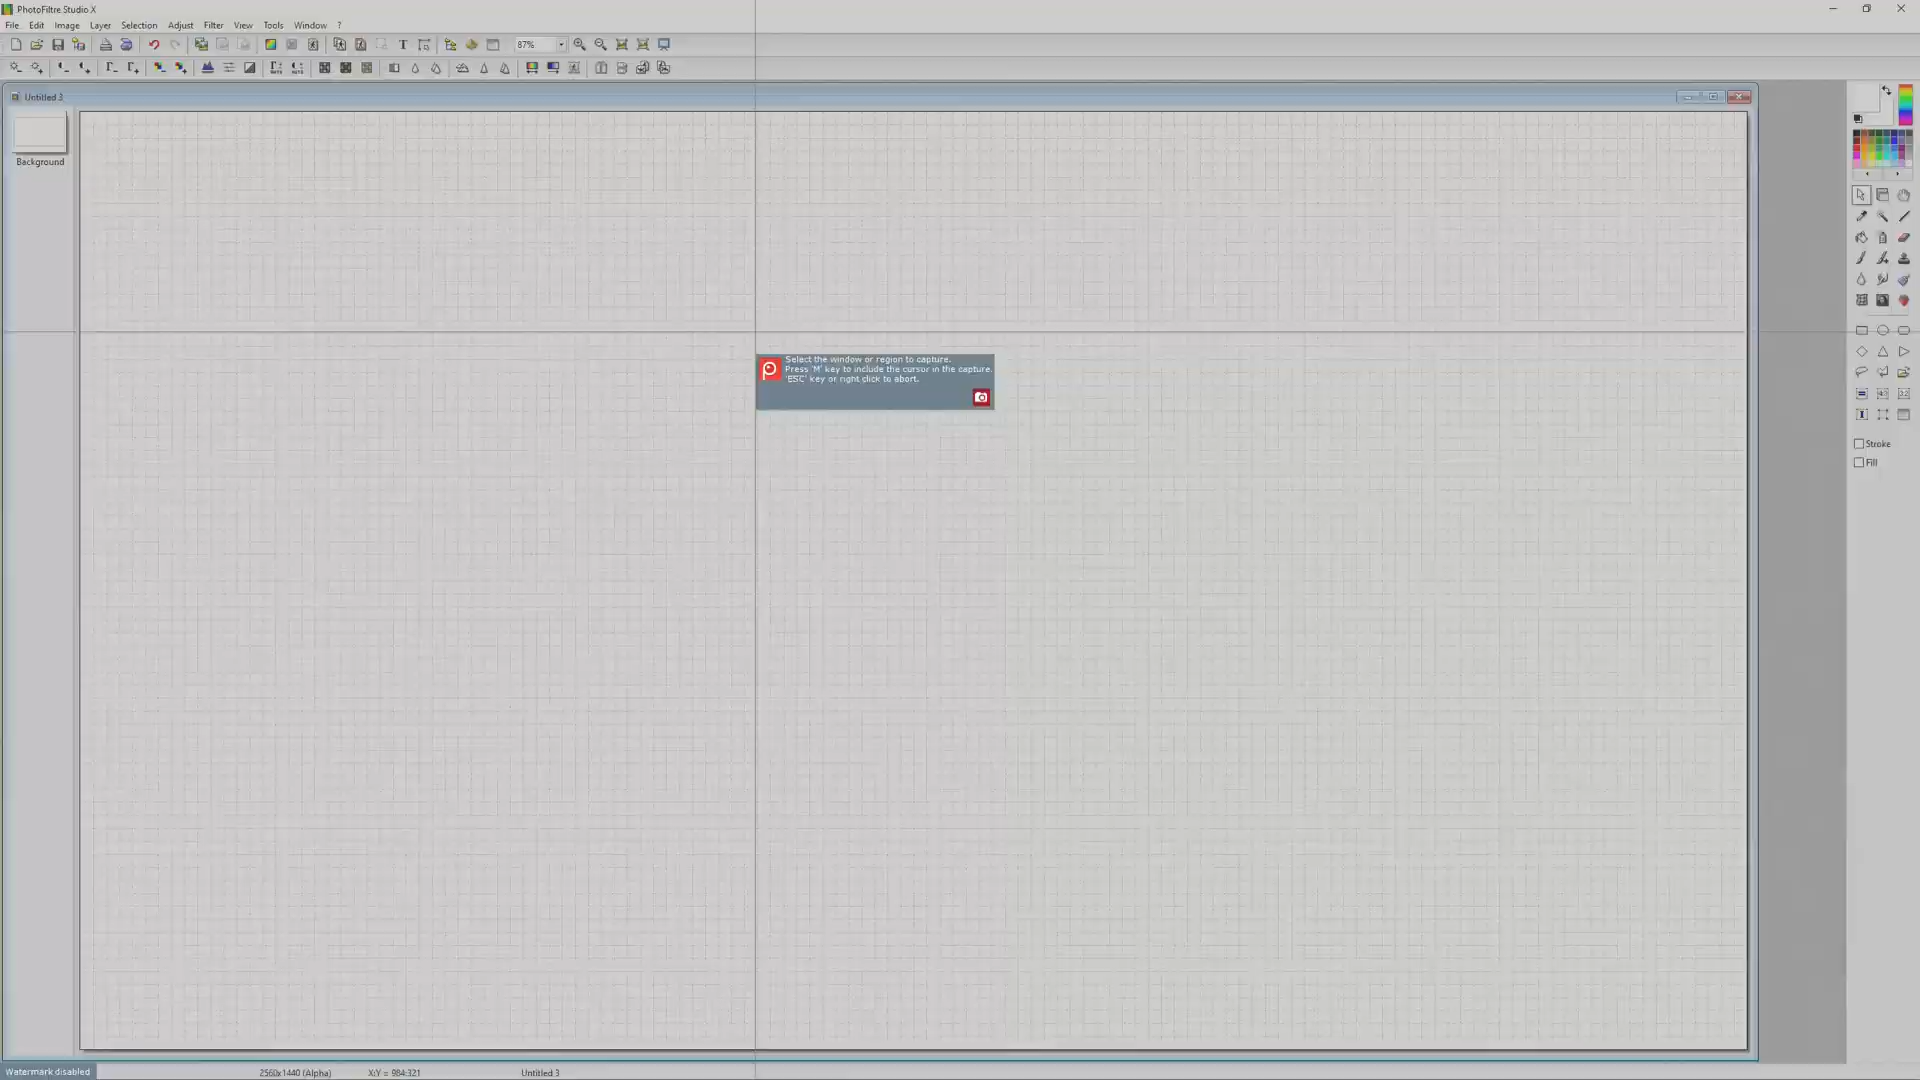 PhotoFiltre Studio X
File Edit Image Layer Selection Adjust Filter View Tools Window ?
87%
Untitled 3
Background
Select the window or region to capture.
Press 'M' key to include the cursor in the capture.
'ESC' key or right click to abort.
Stroke
Fill
Watermark disabled 2560x1440 (Alpha) X:Y = 984:321 Untitled 3